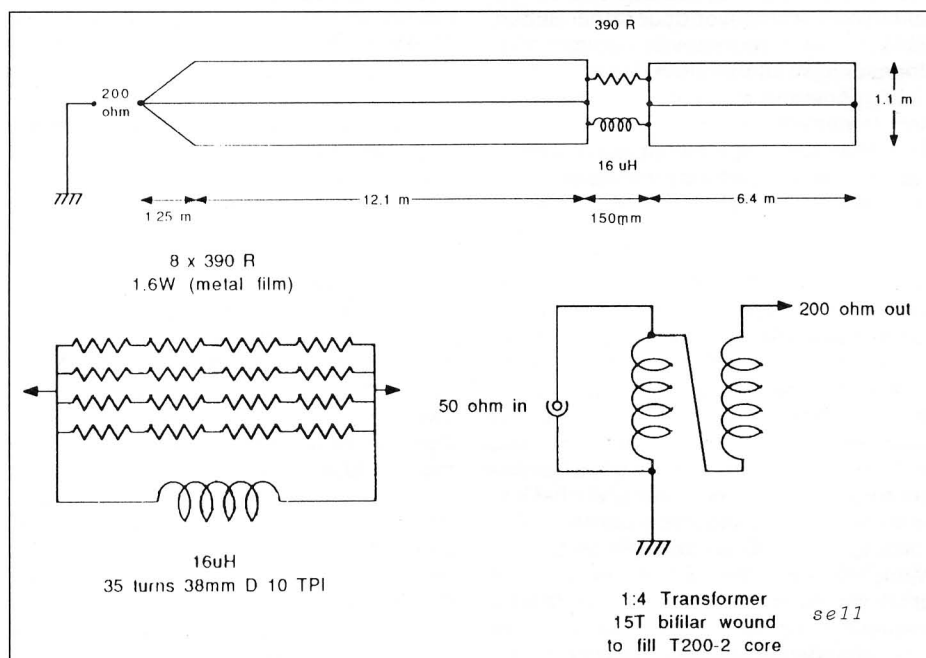 390 R
200
ohm
1.1 m
16 uH
1.25 m
12.1 m
150mm
6.4 m
8 x 390 R
1.6W (metal film)
200 ohm out
50 ohm in
16uH
35 turns 38mm D 10 TPI
1:4 Transformer
15T bifilar wound
to fill T200-2 core
sell